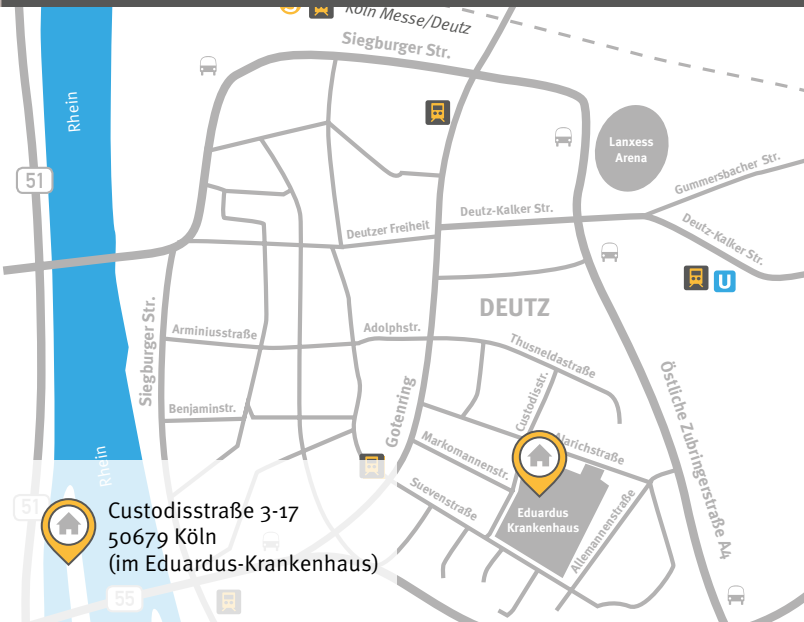 Köln Messe/Deutz
Siegburger Str.
Rhein
Lanxess
Arena
51
Gummersbacher Str.
Deutz-Kalker Str.
Deutzer Freiheit
Deutz-Kalker Str.
U
DEUTZ
Siegburger Str.
Arminiusstraße
Adolphstr.
Thusneldastraße
Östliche Zubringerstraße A4
Custodisstr.
Gotenring
Benjaminstr.
Markomannenstr.
Alarichstraße
Rhein
Suevenstraße
Eduardus
Krankenhaus
Allemannenstraße
51
Custodisstraße 3-17
50679 Köln
(im Eduardus-Krankenhaus)
55